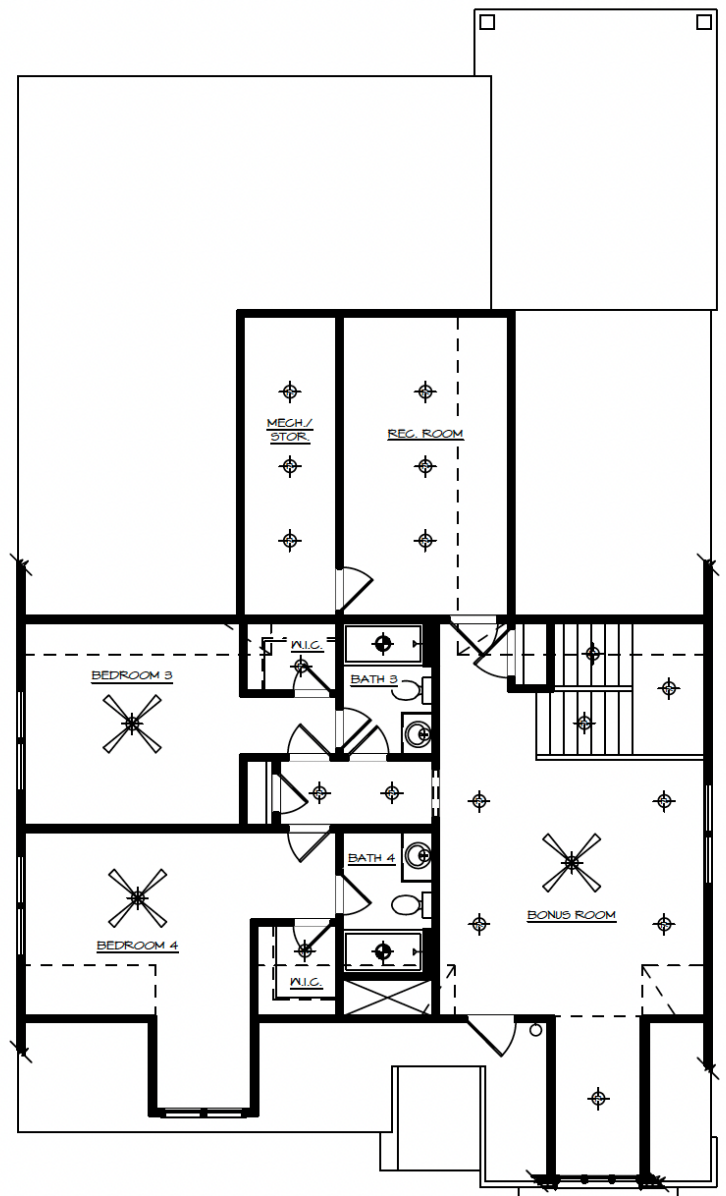 MECH./
STOR.
REC. ROOM
W.I.C.
BEDROOM 3
BATH 3
BATH 4
BONUS ROOM
BEDROOM 4
W.I.C.